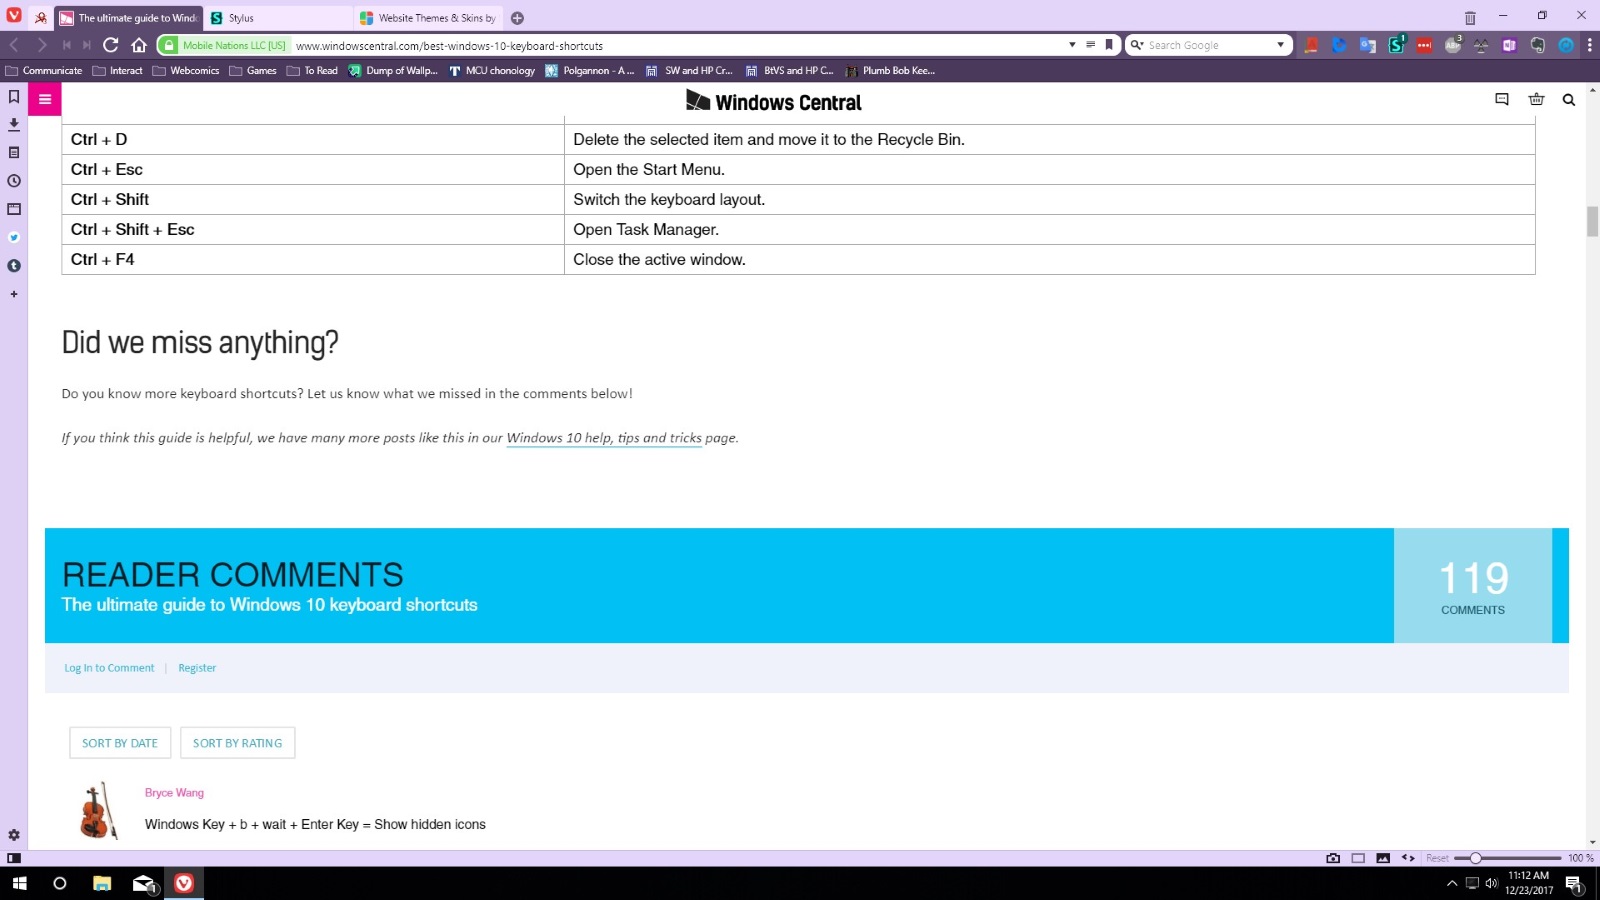 The ultimate guide to Windo
Stylus
Website Themes & Skins by
Mobile Nations LLC [US]
www.windowscentral.com/best-windows-10-keyboard-shortcuts
Search Google
1
3
Communicate
Interact
Webcomics
Games
To Read
Dump of Wallp...
MCU chonology
Polgannon - A ...
SW and HP Cr...
BtVS and HP C...
Plumb Bob Kee...
Windows Central
Ctrl + D
Delete the selected item and move it to the Recycle Bin.
Ctrl + Esc
Open the Start Menu.
Ctrl + Shift
Switch the keyboard layout.
Ctrl + Shift + Esc
Open Task Manager.
Ctrl + F4
Close the active window.
Did we miss anything?
Do you know more keyboard shortcuts? Let us know what we missed in the comments below!
If you think this guide is helpful, we have many more posts like this in our Windows 10 help, tips and tricks page.
READER COMMENTS
The ultimate guide to Windows 10 keyboard shortcuts
119
COMMENTS
Log In to Comment | Register
SORT BY DATE
SORT BY RATING
Bryce Wang
Windows Key + b + wait + Enter Key = Show hidden icons
Reset
100 %
11:12 AM
12/23/2017
1
1